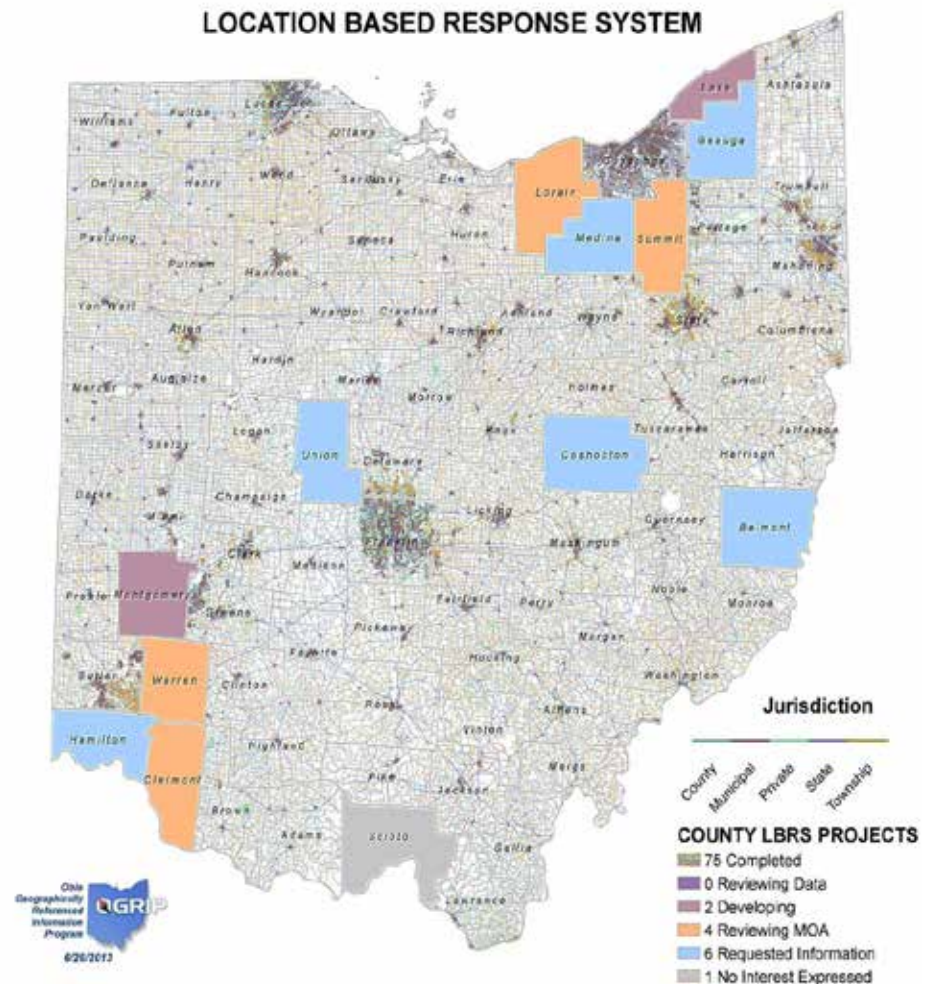 LOCATION BASED RESPONSE SYSTEM
Lake
Ashtabula
Williams
Fulton
Lucas
Ottawa
Geauga
Defiance
Henry
Wood
Sandusky
Erie
Lorain
Trumbull
Paulding
Seneca
Huron
Medina
Summit
Portage
Mahoning
Putnam
Hancock
Van Wert
Wyandot
Crawford
Richland
Ashland
Wayne
Stark
Columbiana
Allen
Hardin
Mercer
Auglaize
Marion
Morrow
Holmes
Carroll
Logan
Union
Knox
Coshocton
Tuscarawas
Jefferson
Shelby
Delaware
Harrison
Darke
Champaign
Licking
Guernsey
Belmont
Miami
Franklin
Muskingum
Clark
Madison
Preble
Montgomery
Greene
Fairfield
Perry
Noble
Monroe
Pickaway
Morgan
Fayette
Hocking
Washington
Butler
Warren
Clinton
Ross
Athens
Hamilton
Vinton
Highland
Meigs
Clermont
Pike
Jackson
Brown
Adams
Scioto
Gallia
Lawrence
Jurisdiction
County
Municipal
Private
State
Township
COUNTY LBRS PROJECTS
75 Completed
0 Reviewing Data
2 Developing
4 Reviewing MOA
6 Requested Information
1 No Interest Expressed
Ohio
Geographically
Referenced
Information
Program
OGRIP
6/26/2013